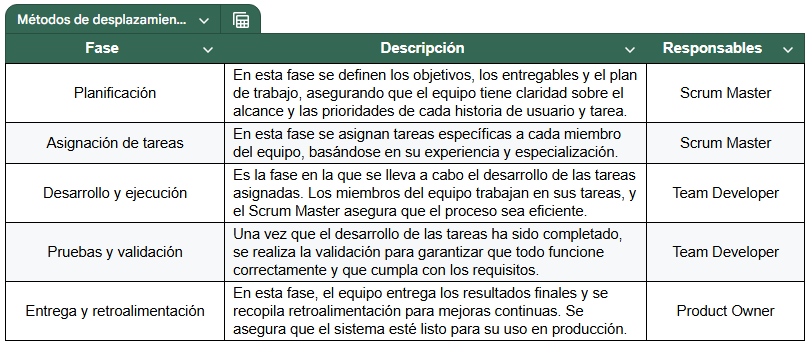 Métodos de desplazamien...
Fase Descripción Responsables
Planificación
En esta fase se definen los objetivos, los entregables y el plan
de trabajo, asegurando que el equipo tiene claridad sobre el
alcance y las prioridades de cada historia de usuario y tarea.
Scrum Master
Asignación de tareas
En esta fase se asignan tareas específicas a cada miembro
del equipo, basándose en su experiencia y especialización.
Scrum Master
Desarrollo y ejecución
Es la fase en la que se lleva a cabo el desarrollo de las tareas
asignadas. Los miembros del equipo trabajan en sus tareas, y
el Scrum Master asegura que el proceso sea eficiente.
Team Developer
Pruebas y validación
Una vez que el desarrollo de las tareas ha sido completado,
se realiza la validación para garantizar que todo funcione
correctamente y que cumpla con los requisitos.
Team Developer
Entrega y retroalimentación
En esta fase, el equipo entrega los resultados finales y se
recopila retroalimentación para mejoras continuas. Se
asegura que el sistema esté listo para su uso en producción.
Product Owner